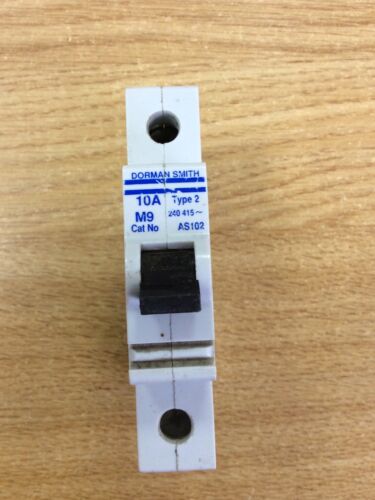 DORMAN SMITH
10A Type 2
M9 240 415~
Cat No AS102